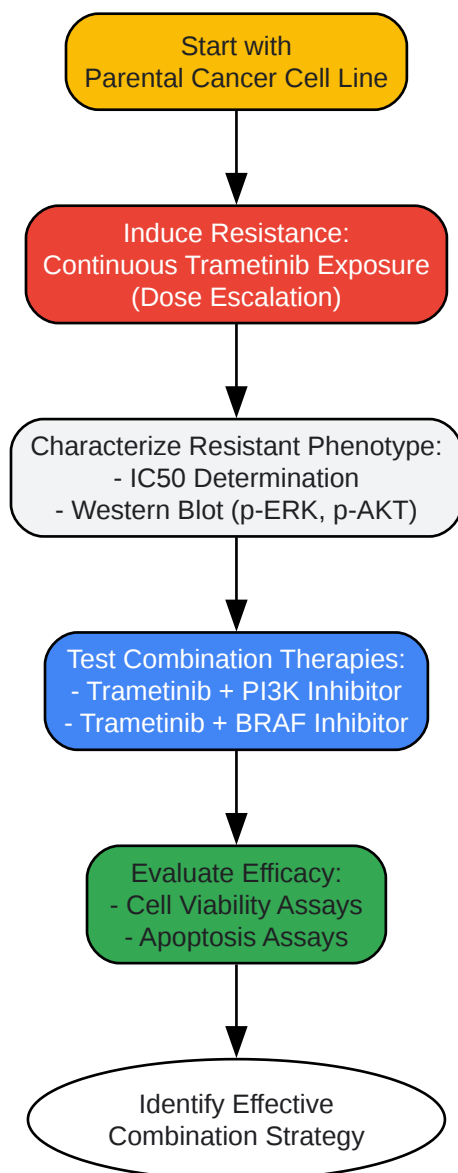 Start with
Parental Cancer Cell Line
Induce Resistance:
Continuous Trametinib Exposure
(Dose Escalation)
Characterize Resistant Phenotype:
- IC50 Determination
- Western Blot (p-ERK, p-AKT)
Test Combination Therapies:
- Trametinib + PI3K Inhibitor
- Trametinib + BRAF Inhibitor
Evaluate Efficacy:
- Cell Viability Assays
- Apoptosis Assays
Identify Effective
Combination Strategy